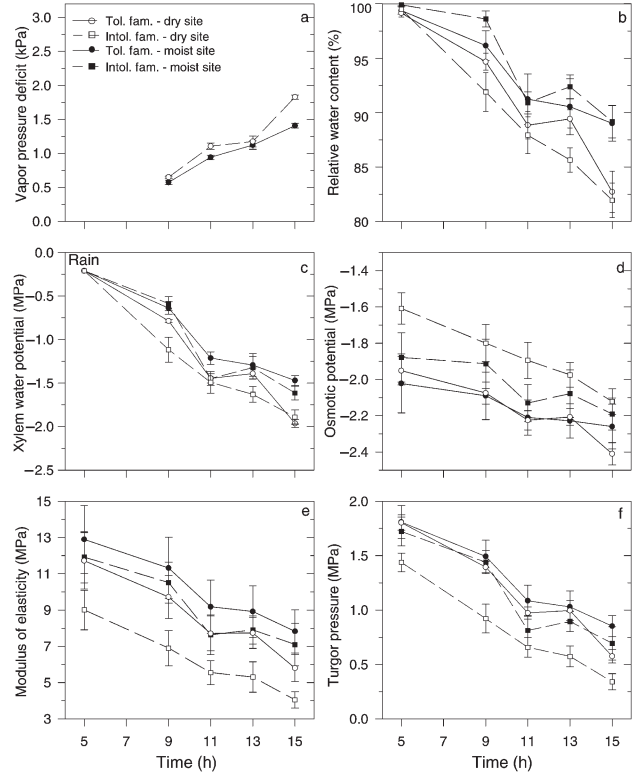 a
Tol. fam. - dry site
Intol. fam. - dry site
Tol. fam. - moist site
Intol. fam. - moist site
Vapor pressure deficit (kPa)
3.0
2.5
2.0
1.5
1.0
0.5
0.0
b
Relative water content (%)
100
95
90
85
80
Rain
c
Xylem water potential (MPa)
0.0
−0.5
−1.0
−1.5
−2.0
−2.5
d
Osmotic potential (MPa)
−1.4
−1.6
−1.8
−2.0
−2.2
−2.4
e
Modulus of elasticity (MPa)
15
13
11
9
7
5
3
5 7 9 11 13 15
Time (h)
f
Turgor pressure (MPa)
2.0
1.5
1.0
0.5
0.0
5 7 9 11 13 15
Time (h)